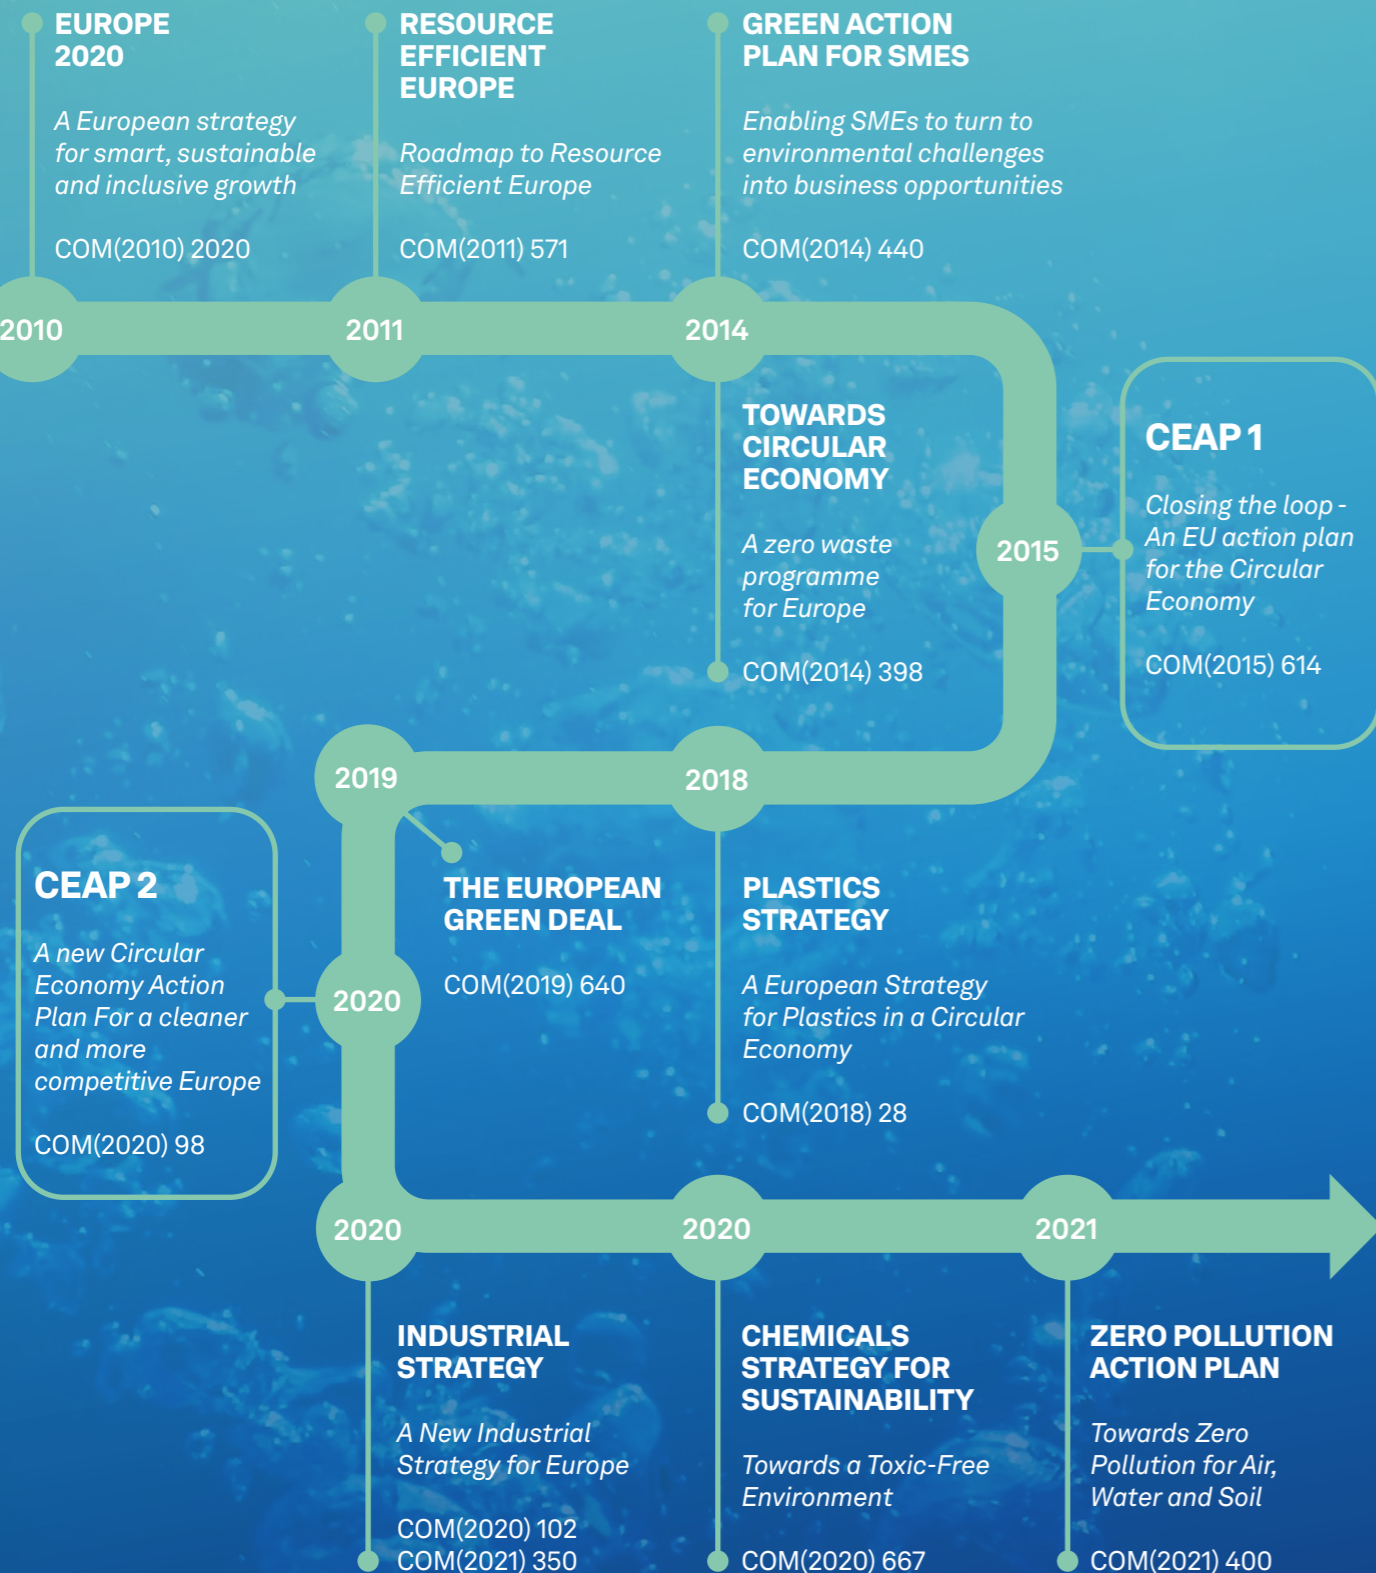 EUROPE
2020
A European strategy
for smart, sustainable
and inclusive growth
COM(2010) 2020
RESOURCE
EFFICIENT
EUROPE
Roadmap to Resource
Efficient Europe
COM(2011) 571
GREEN ACTION
PLAN FOR SMES
Enabling SMEs to turn to
environmental challenges
into business opportunities
COM(2014) 440
2010
2011
2014
TOWARDS
CIRCULAR
ECONOMY
A zero waste
programme
for Europe
COM(2014) 398
2015
CEAP 1
Closing the loop -
An EU action plan
for the Circular
Economy
COM(2015) 614
2019
2018
CEAP 2
A new Circular
Economy Action
Plan For a cleaner
and more
competitive Europe
COM(2020) 98
2020
THE EUROPEAN
GREEN DEAL
COM(2019) 640
PLASTICS
STRATEGY
A European Strategy
for Plastics in a Circular
Economy
COM(2018) 28
2020
2020
2021
INDUSTRIAL
STRATEGY
A New Industrial
Strategy for Europe
COM(2020) 102
COM(2021) 350
CHEMICALS
STRATEGY FOR
SUSTAINABILITY
Towards a Toxic-Free
Environment
COM(2020) 667
ZERO POLLUTION
ACTION PLAN
Towards Zero
Pollution for Air,
Water and Soil
COM(2021) 400